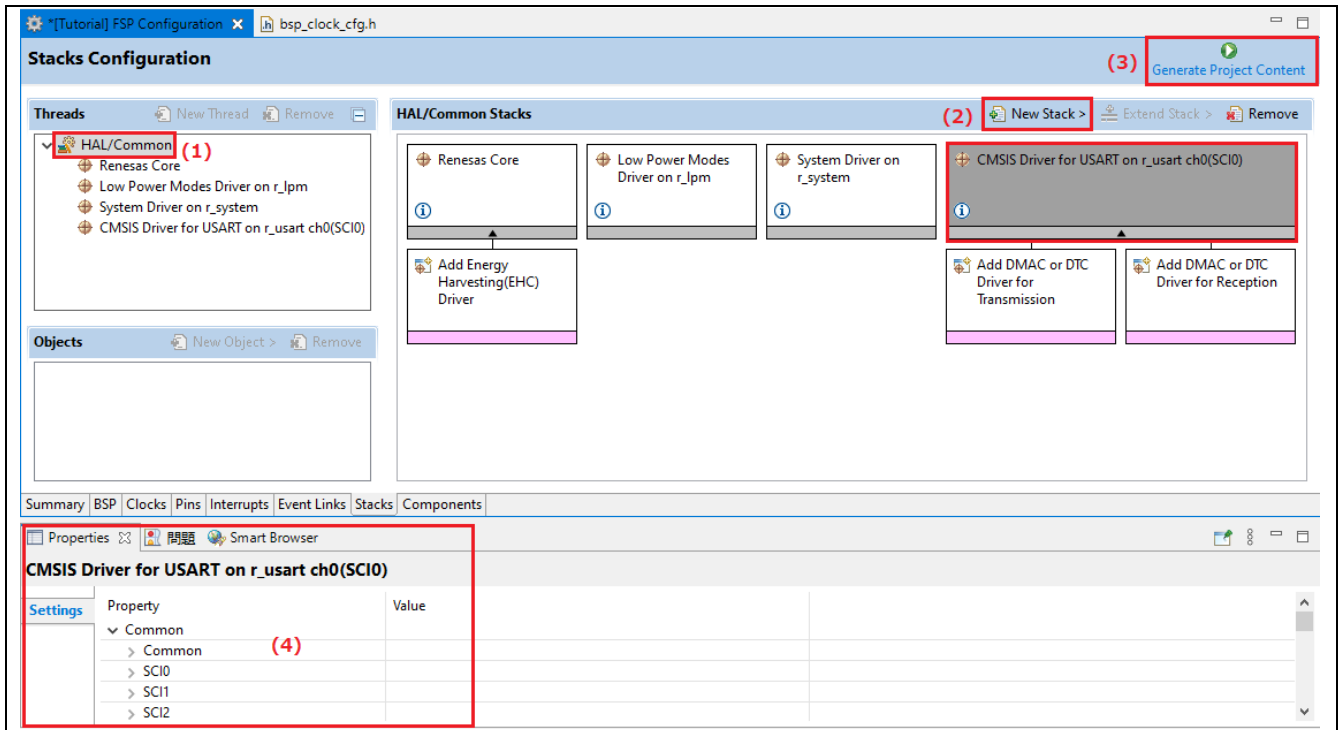 *[Tutorial] FSP Configuration bsp_clock_cfg.h
Stacks Configuration
(3) Generate Project Content
Threads New Thread Remove
HAL/Common (1)
Renesas Core
Low Power Modes Driver on r_lpm
System Driver on r_system
CMSIS Driver for USART on r_usart ch0(SCI0)
Objects New Object > Remove
HAL/Common Stacks (2) New Stack > Extend Stack > Remove
Renesas Core
Low Power Modes
Driver on r_lpm
System Driver on
r_system
CMSIS Driver for USART on r_usart ch0(SCI0)
Add Energy
Harvesting(EHC)
Driver
Add DMAC or DTC
Driver for
Transmission
Add DMAC or DTC
Driver for Reception
Summary BSP Clocks Pins Interrupts Event Links Stacks Components
Properties 問題 Smart Browser
CMSIS Driver for USART on r_usart ch0(SCI0)
Settings Property Value
Common
Common (4)
SCI0
SCI1
SCI2